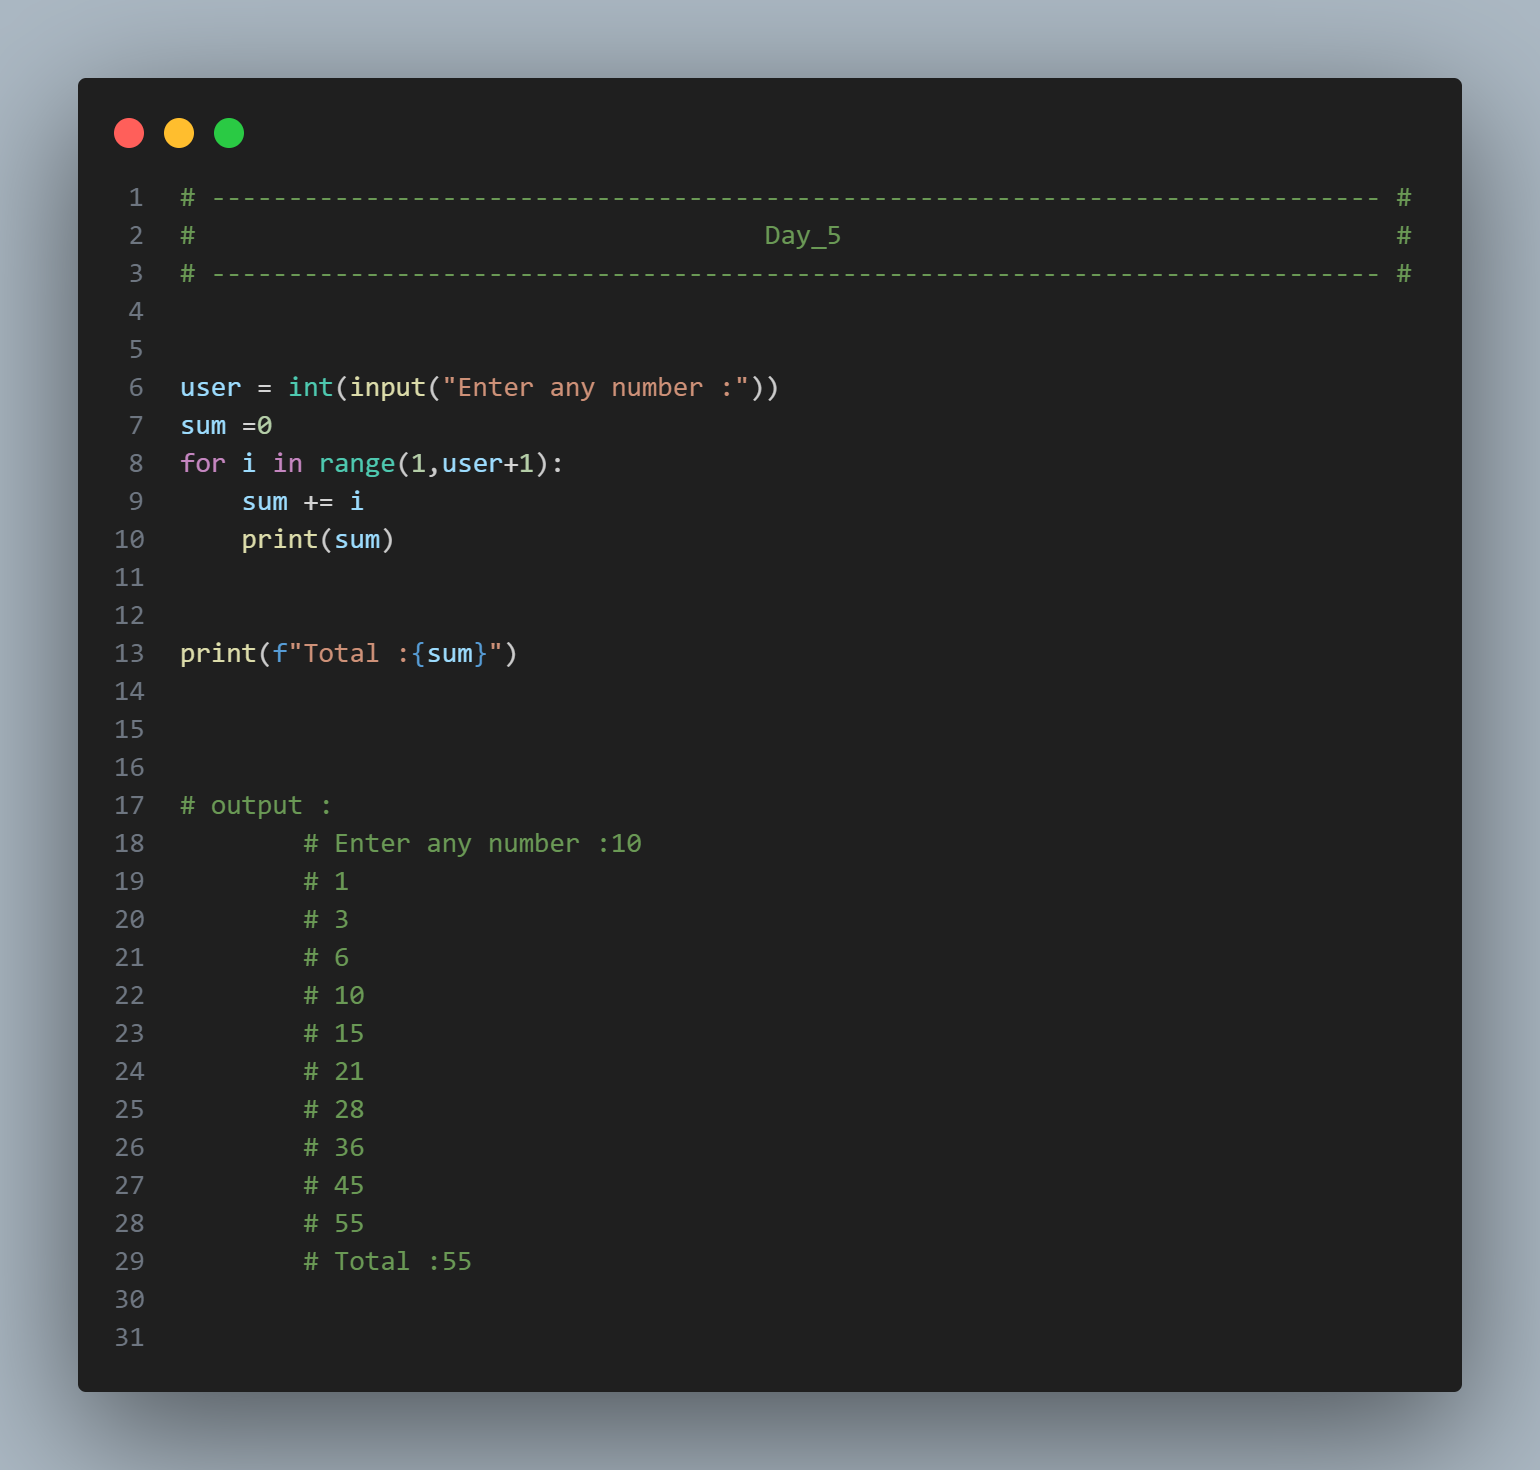 1 # ---------------------------------------------------------------------------- #
2 #                                     Day_5                                    #
3 # ---------------------------------------------------------------------------- #
4
5
6 user = int(input("Enter any number :"))
7 sum =0
8 for i in range(1,user+1):
9     sum += i
10     print(sum)
11
12
13 print(f"Total :{sum}")
14
15
16
17 # output :
18         # Enter any number :10
19         # 1
20         # 3
21         # 6
22         # 10
23         # 15
24         # 21
25         # 28
26         # 36
27         # 45
28         # 55
29         # Total :55
30
31